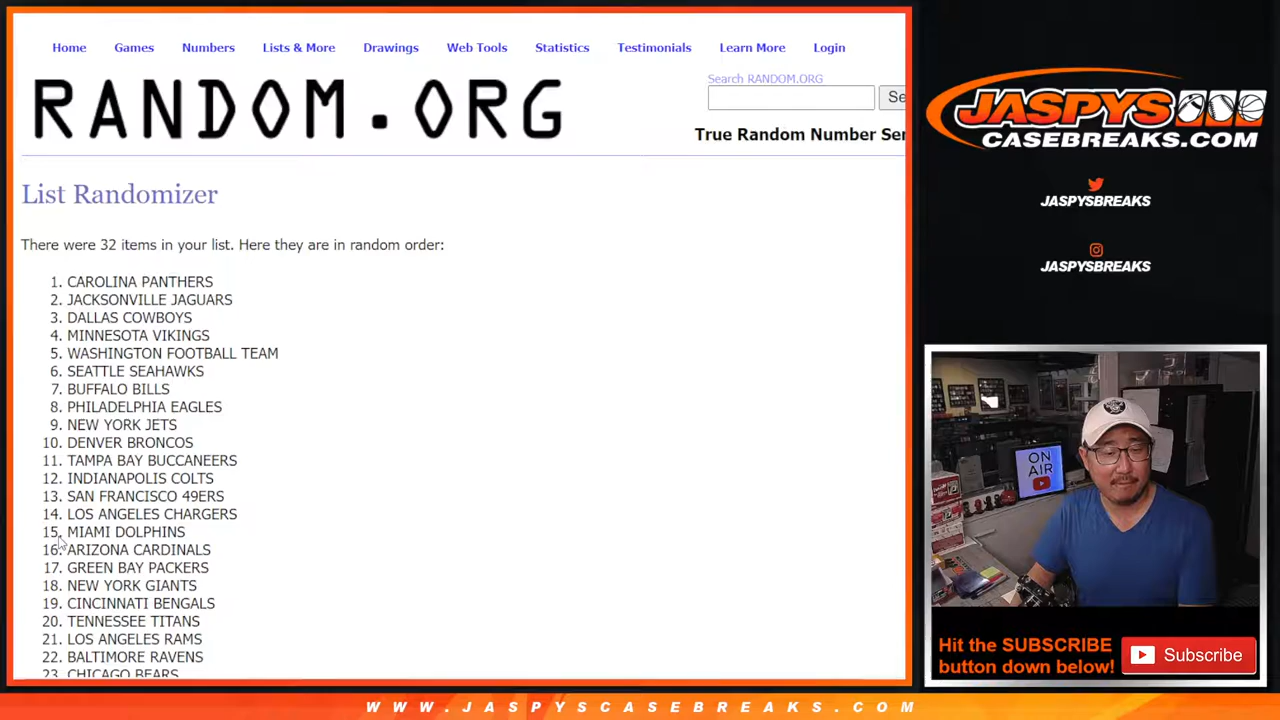 Home Games Numbers Lists & More Drawings Web Tools Statistics Testimonials Learn More Login
RANDOM.ORG
Search RANDOM.ORG
Se
True Random Number Ser
List Randomizer
There were 32 items in your list. Here they are in random order:
1. CAROLINA PANTHERS
2. JACKSONVILLE JAGUARS
3. DALLAS COWBOYS
4. MINNESOTA VIKINGS
5. WASHINGTON FOOTBALL TEAM
6. SEATTLE SEAHAWKS
7. BUFFALO BILLS
8. PHILADELPHIA EAGLES
9. NEW YORK JETS
10. DENVER BRONCOS
11. TAMPA BAY BUCCANEERS
12. INDIANAPOLIS COLTS
13. SAN FRANCISCO 49ERS
14. LOS ANGELES CHARGERS
15. MIAMI DOLPHINS
16. ARIZONA CARDINALS
17. GREEN BAY PACKERS
18. NEW YORK GIANTS
19. CINCINNATI BENGALS
20. TENNESSEE TITANS
21. LOS ANGELES RAMS
22. BALTIMORE RAVENS
23. CHICAGO BEARS
JASPYS
CASEBREAKS.COM
JASPYSBREAKS
JASPYSBREAKS
ON
AIR
Hit the SUBSCRIBE
button down below!
Subscribe
WWW.JASPYSCASEBREAKS.COM